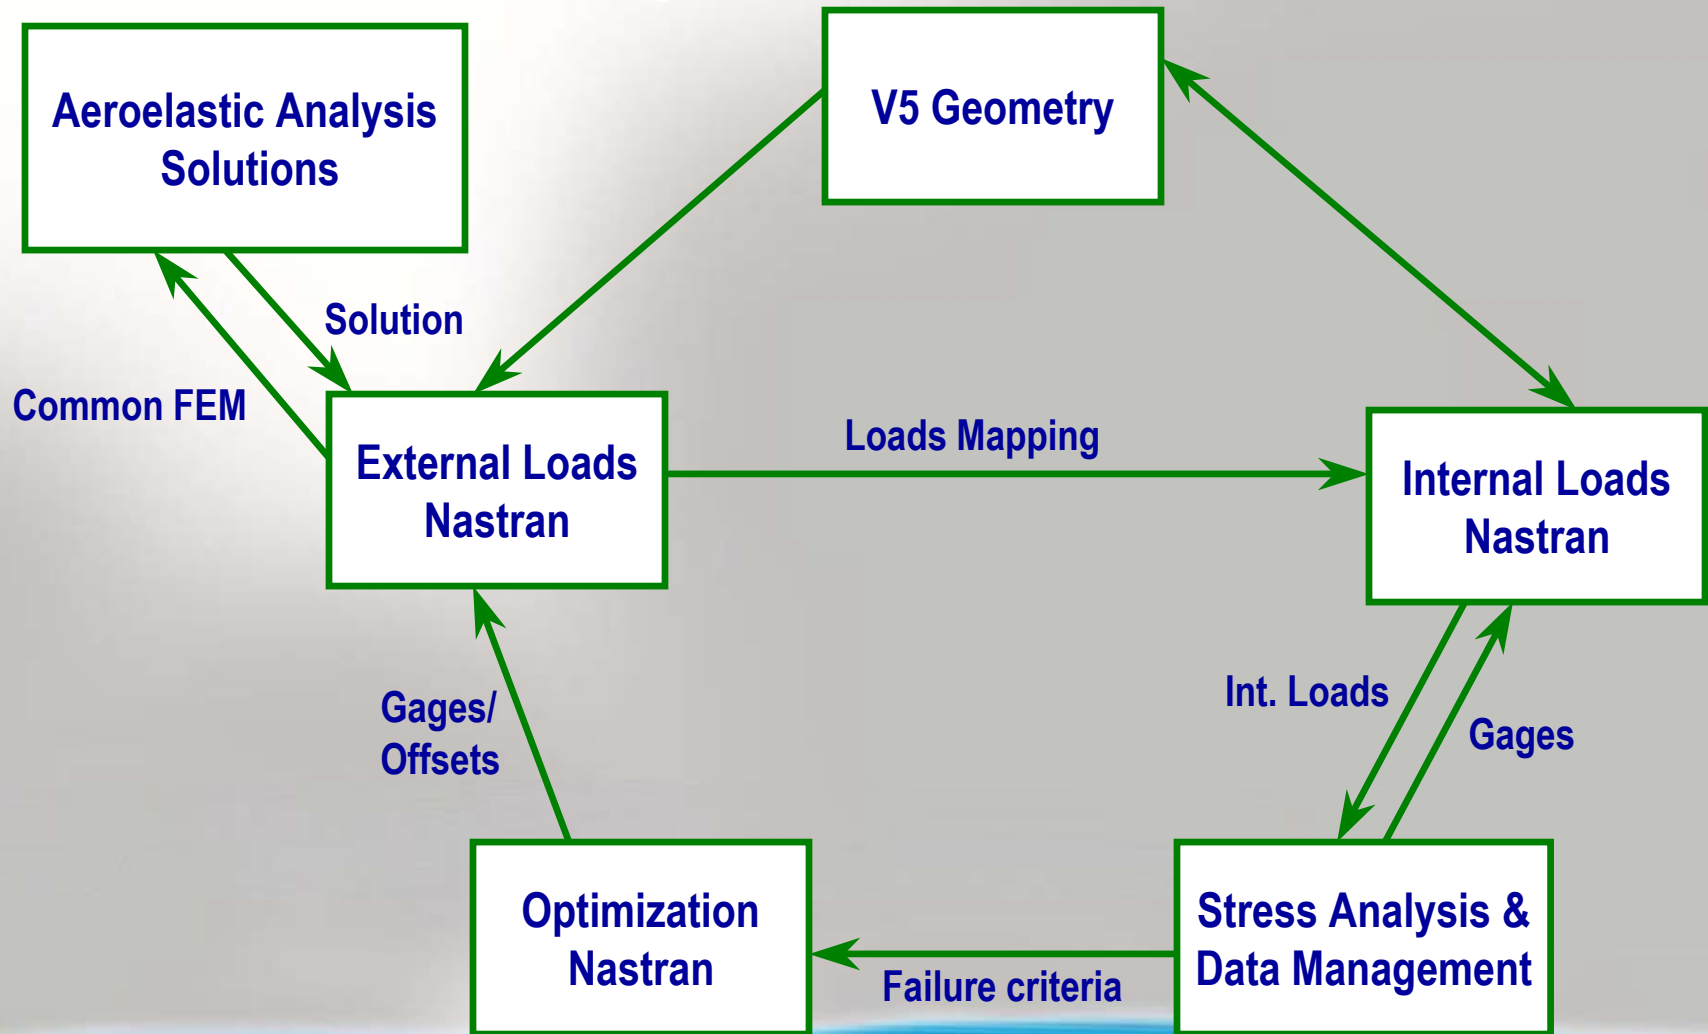 Aeroelastic Analysis
Solutions
V5 Geometry
Solution
Common FEM
External Loads
Nastran
Loads Mapping
Internal Loads
Nastran
Gages/
Offsets
Int. Loads
Gages
Optimization
Nastran
Failure criteria
Stress Analysis &
Data Management